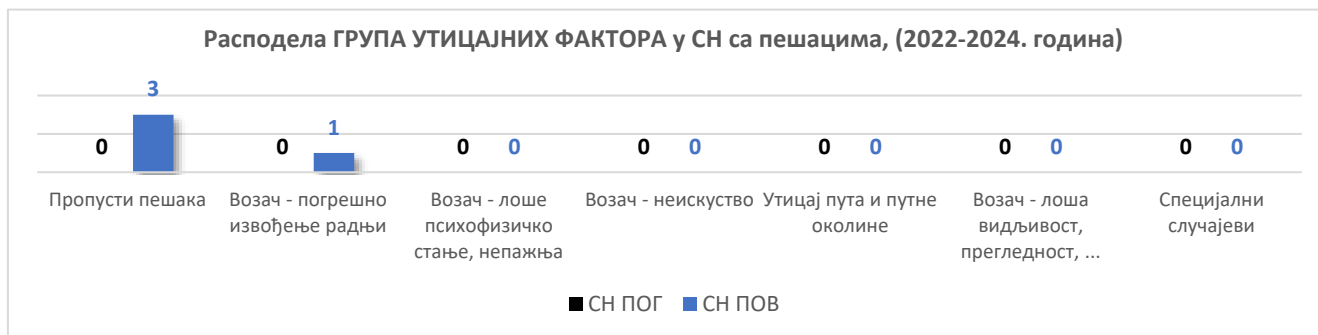 Расподела ГРУПА УТИЦАЈНИХ ФАКТОРА у СН са пешацима, (2022-2024. година)
3
0
0 1
0 0
0 0
0 0
0 0
0 0
Пропусти пешака
Возач - погрешно
извођење радњи
Возач - лоше
психофизичко
стање, непажња
Возач - неискуство
Утицај пута и путне
околине
Возач - лоша
видљивост,
прегледност, ...
Специјални
случајеви
СН ПОГ СН ПОВ